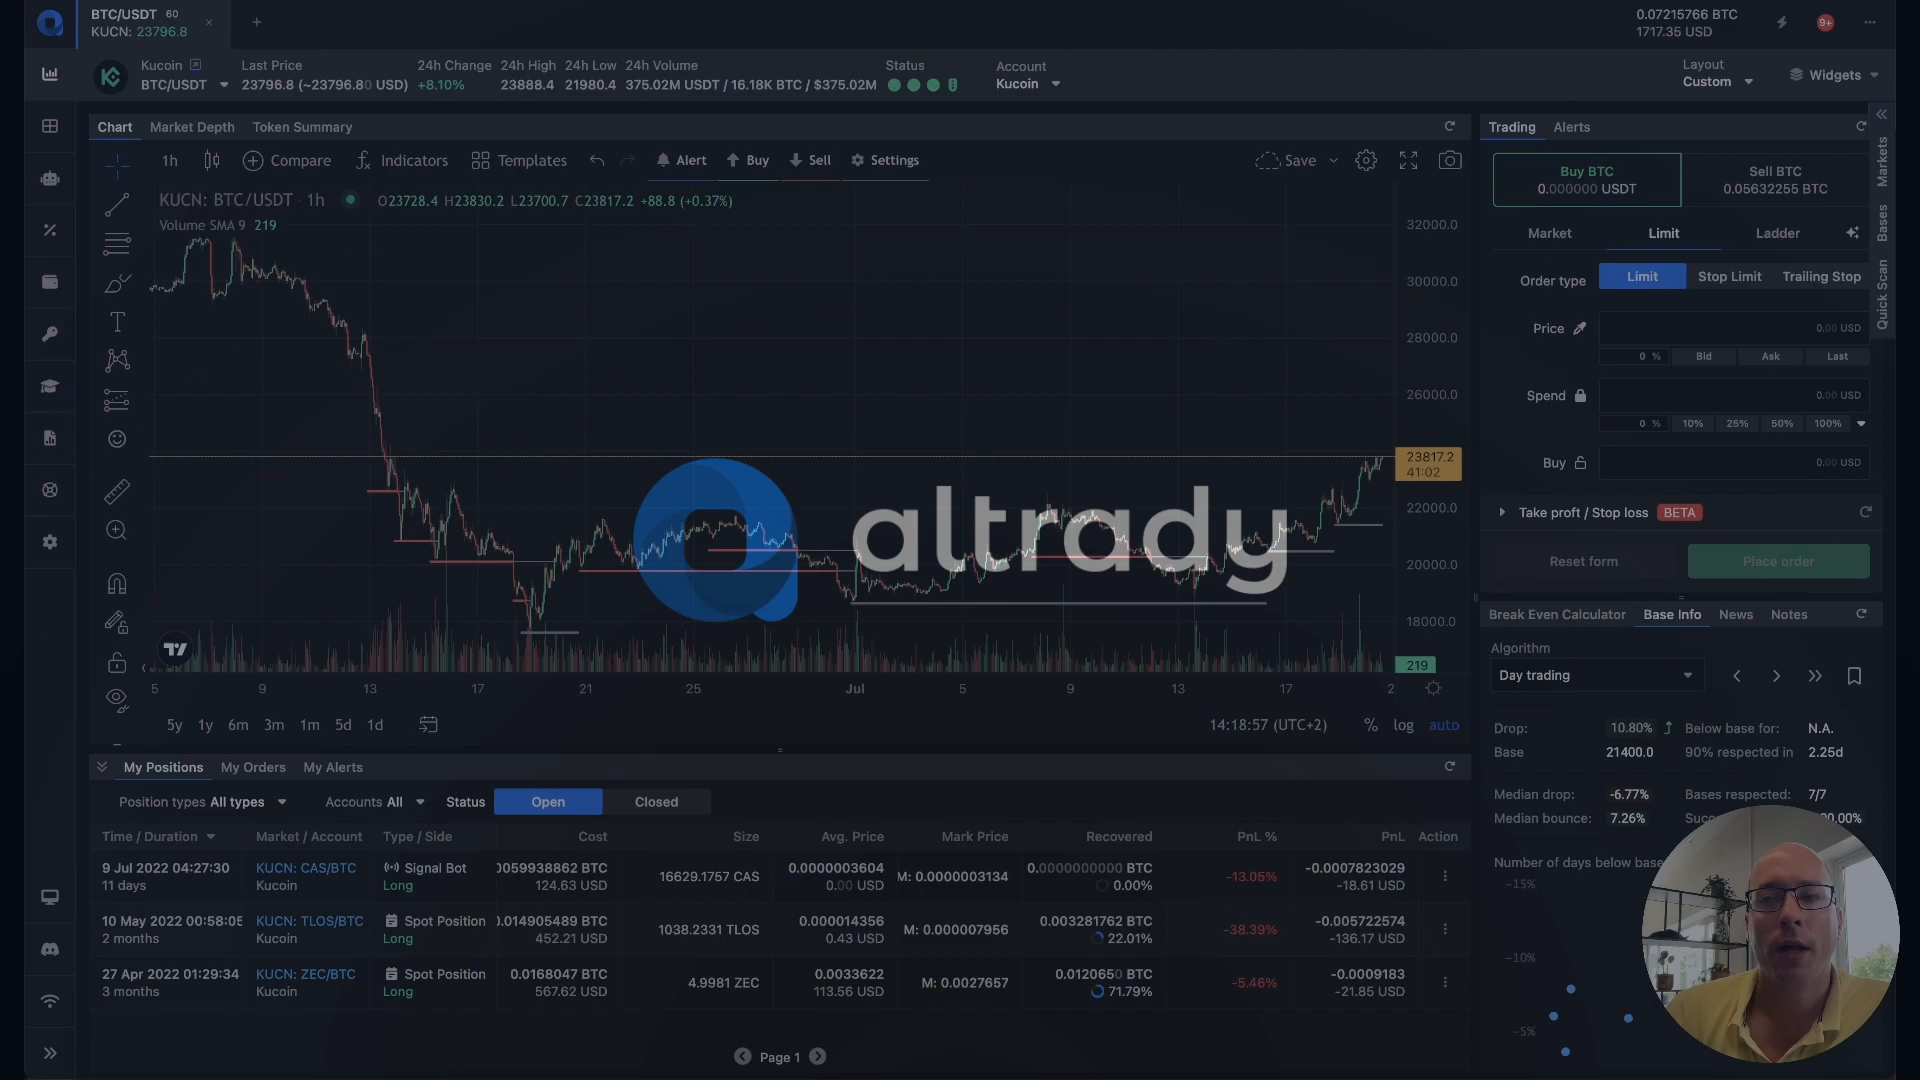 BTC/USDT 60
KUCN: 23796.8
0.07215766 BTC
1717.35 USD
9+
Kucoin
BTC/USDT
Last Price
23796.8 (~23796.80 USD)
24h Change
+8.10%
24h High
23888.4
24h Low
21980.4
24h Volume
375.02M USDT / 16.18K BTC / $375.02M
Status
Account
Kucoin
Layout
Custom
Widgets
Chart Market Depth Token Summary
1h Compare Indicators Templates Alert Buy Sell Settings Save
KUCN: BTC/USDT · 1h O23728.4 H23830.2 L23700.7 C23817.2 +88.8 (+0.37%)
Volume SMA 9 219
32000.0
30000.0
28000.0
26000.0
23817.2
41:02
22000.0
20000.0
18000.0
219
altrady
5 9 13 17 21 25 Jul 5 9 13 17 2
5y 1y 6m 3m 1m 5d 1d
14:18:57 (UTC+2) % log auto
Trading Alerts
Buy BTC
0.000000 USDT
Sell BTC
0.05632255 BTC
Market Limit Ladder
Order type Limit Stop Limit Trailing Stop
Price 0.00 USD
0 % Bid Ask Last
Spend 0.00 USD
0 % 10% 25% 50% 100%
Buy 0.00 USD
Take proft / Stop loss BETA
Reset form Place order
Markets
Bases
Quick Scan
Break Even Calculator Base Info News Notes
Algorithm
Day trading
Drop: 10.80% Below base for: N.A.
Base 21400.0 90% respected in 2.25d
Median drop: -6.77% Bases respected: 7/7
Median bounce: 7.26%
Number of days below base
-15%
-10%
-5%
My Positions My Orders My Alerts
Position types All types Accounts All Status Open Closed
Time / Duration Market / Account Type / Side Cost Size Avg. Price Mark Price Recovered PnL % PnL Action
9 Jul 2022 04:27:30 KUCN: CAS/BTC Signal Bot 0059938862 BTC 16629.1757 CAS 0.0000003604 M: 0.0000003134 0.0000000000 BTC -13.05% -0.0007823029
11 days Kucoin Long 124.63 USD 0.00 USD 0.00% -18.61 USD
10 May 2022 00:58:05 KUCN: TLOS/BTC Spot Position 0.014905489 BTC 1038.2331 TLOS 0.000014356 M: 0.000007956 0.003281762 BTC -38.39% -0.005722574
2 months Kucoin Long 452.21 USD 0.43 USD 22.01% -136.17 USD
27 Apr 2022 01:29:34 KUCN: ZEC/BTC Spot Position 0.0168047 BTC 4.9981 ZEC 0.0033622 M: 0.0027657 0.0120650 BTC -5.46% -0.0009183
3 months Kucoin Long 567.62 USD 113.56 USD 71.79% -21.85 USD
Page 1